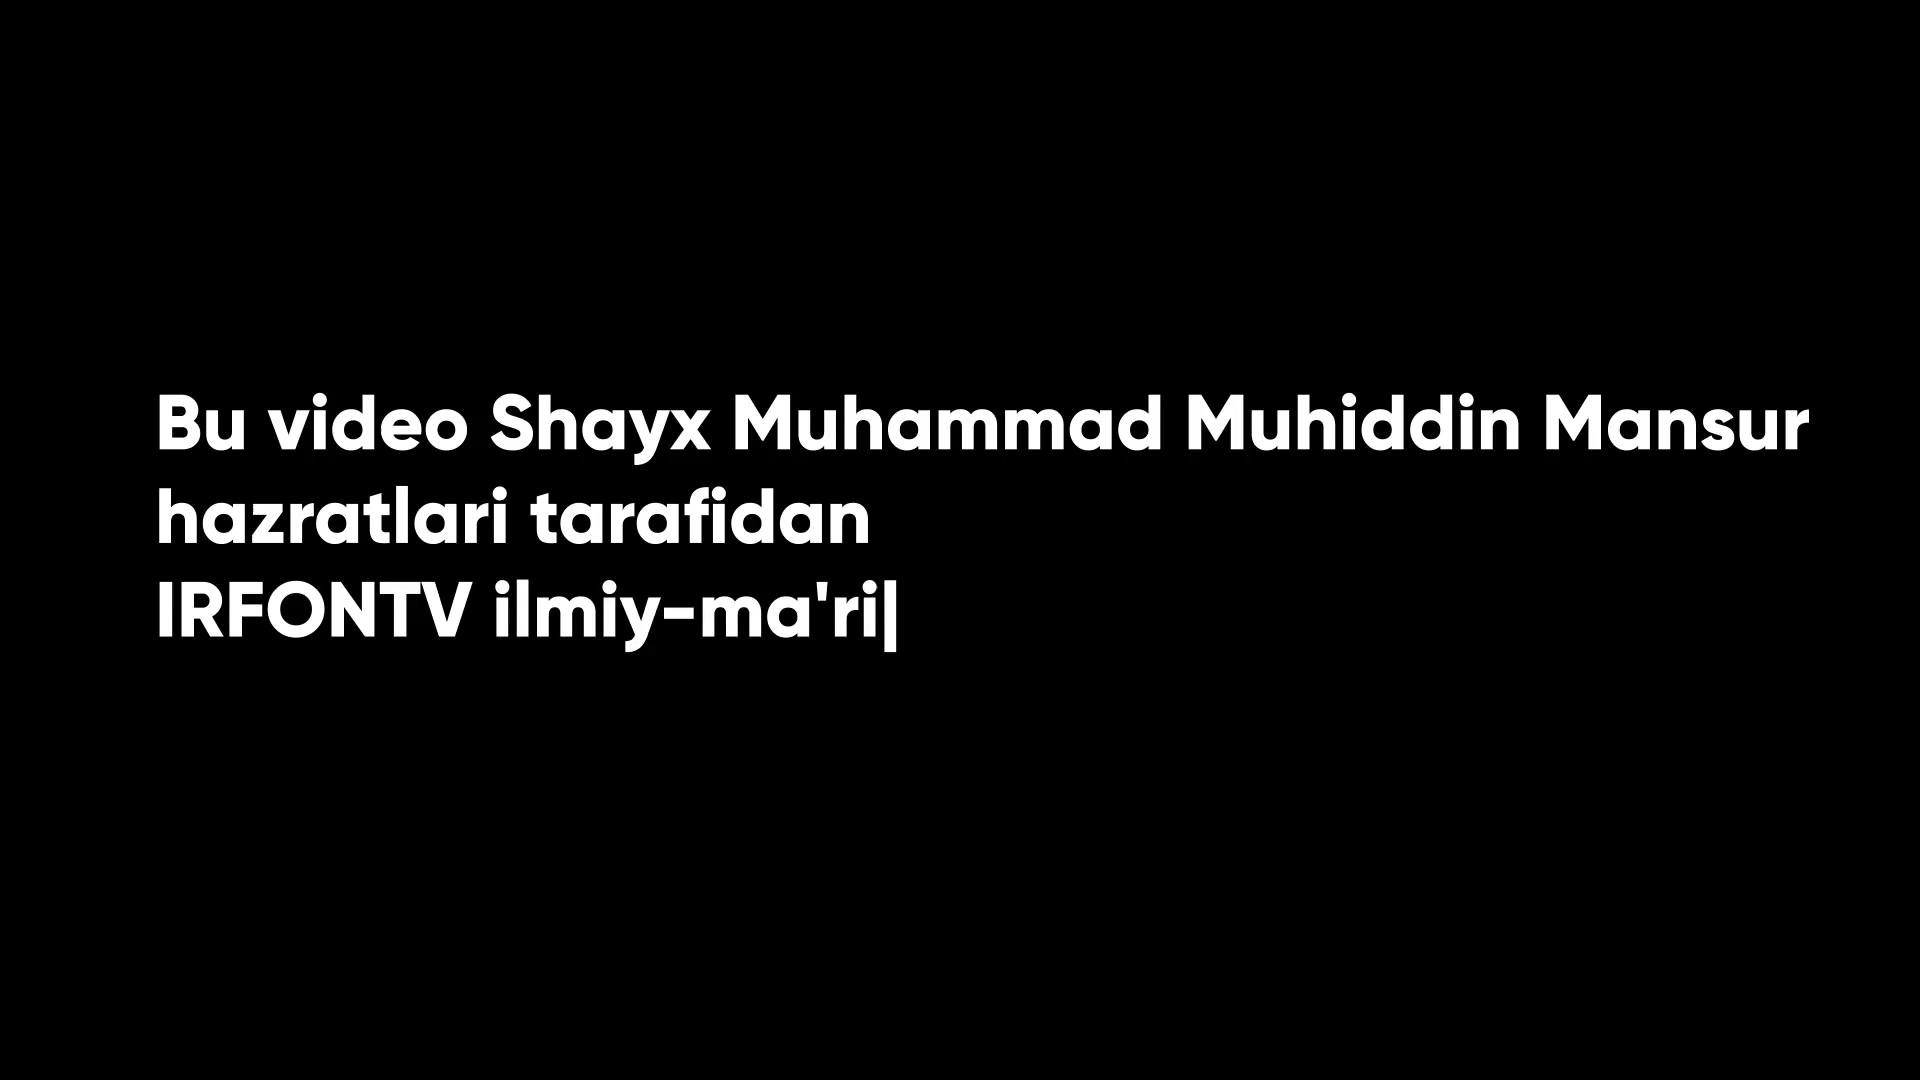 Bu video Shayx Muhammad Muhiddin Mansur
hazratlari tarafidan
IRFONTV ilmiy-ma'ri|